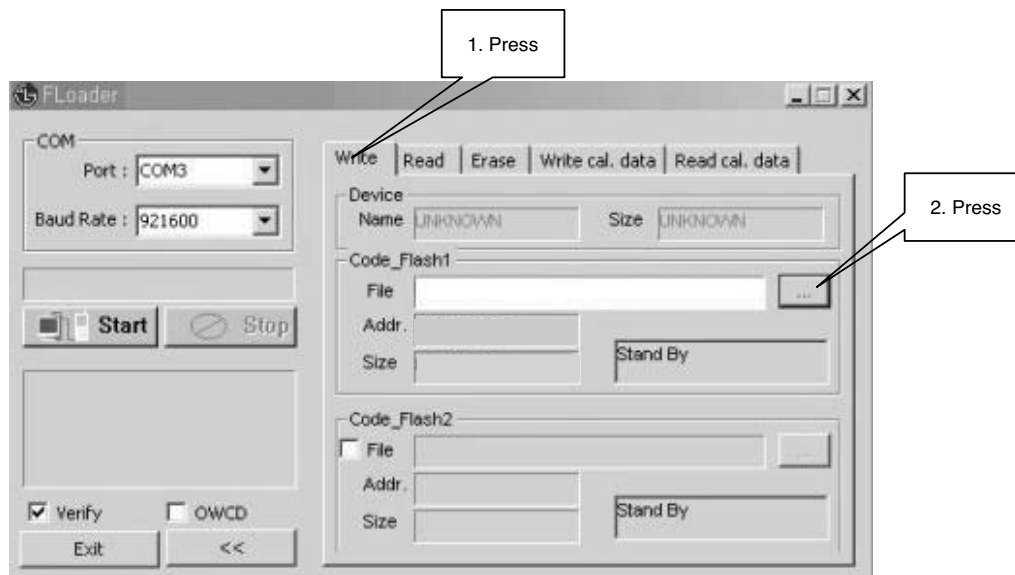 1. Press
FLoader
COM
Port : COM3
Baud Rate : 921600
Start
Stop
Verify
OWCD
Exit
<<
Write
Read
Erase
Write cal. data
Read cal. data
Device
Name UNKNOWN
Size UNKNOWN
2. Press
Code_Flash1
File
...
Addr.
Size
Stand By
Code_Flash2
File
...
Addr.
Size
Stand By